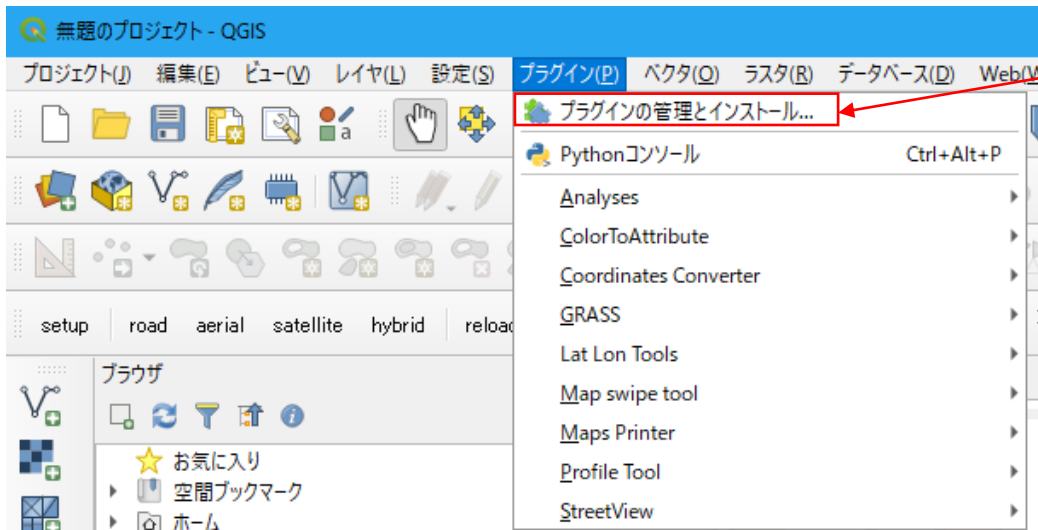 無題のプロジェクト - QGIS
プロジェクト(J) 編集(E) ビュー(V) レイヤ(L) 設定(S) プラグイン(P) ベクタ(O) ラスタ(R) データベース(D) Web(W
プラグインの管理とインストール...
a
Pythonコンソール Ctrl+Alt+P
Analyses
ColorToAttribute
Coordinates Converter
GRASS
Lat Lon Tools
Map swipe tool
Maps Printer
Profile Tool
StreetView
setup road aerial satellite hybrid reloa
ブラウザ
お気に入り
空間ブックマーク
ホーム